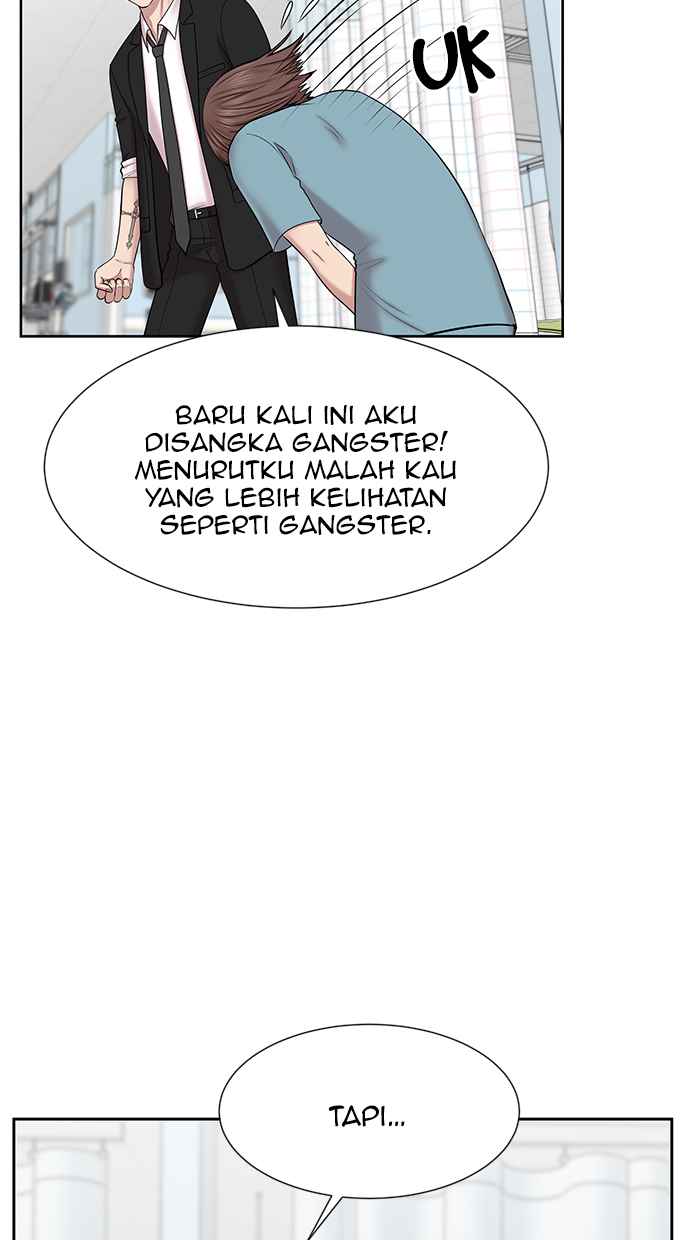 UK
BARU KALI INI AKU
DISANGKA GANGSTER!
MENURUTKU MALAH KAU
YANG LEBIH KELIHATAN
SEPERTI GANGSTER.
TAPI...